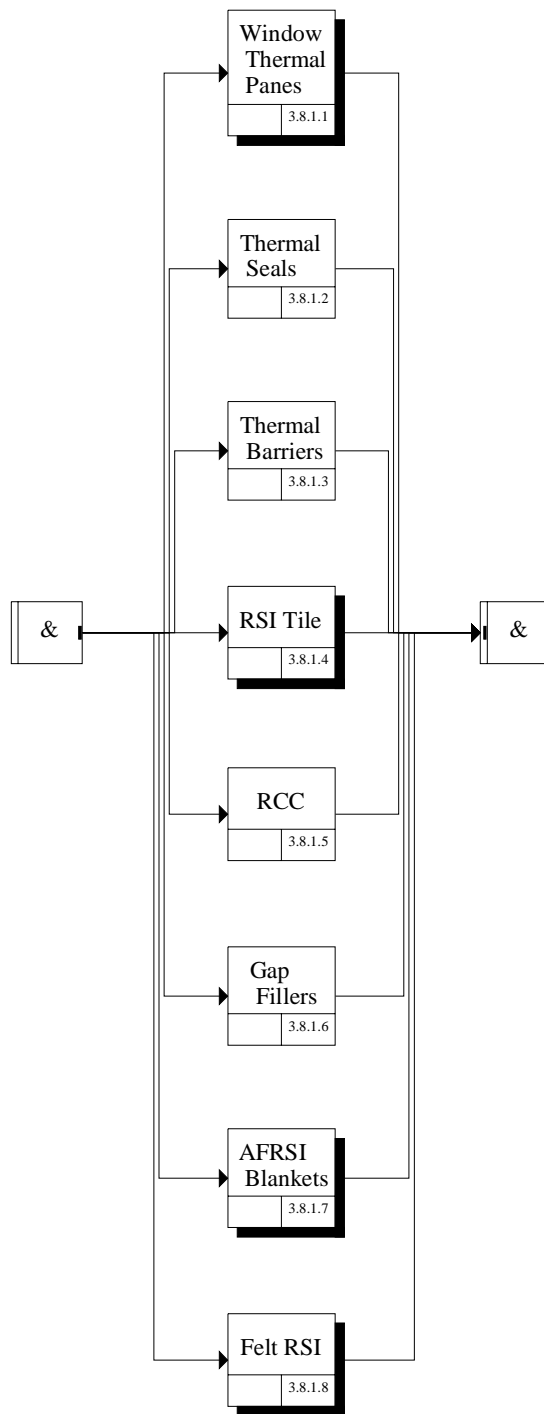 Window
Thermal
Panes
3.8.1.1
Thermal
Seals
3.8.1.2
Thermal
Barriers
3.8.1.3
&
RSI Tile
&
3.8.1.4
RCC
3.8.1.5
Gap
Fillers
3.8.1.6
AFRSI
Blankets
3.8.1.7
Felt RSI
3.8.1.8